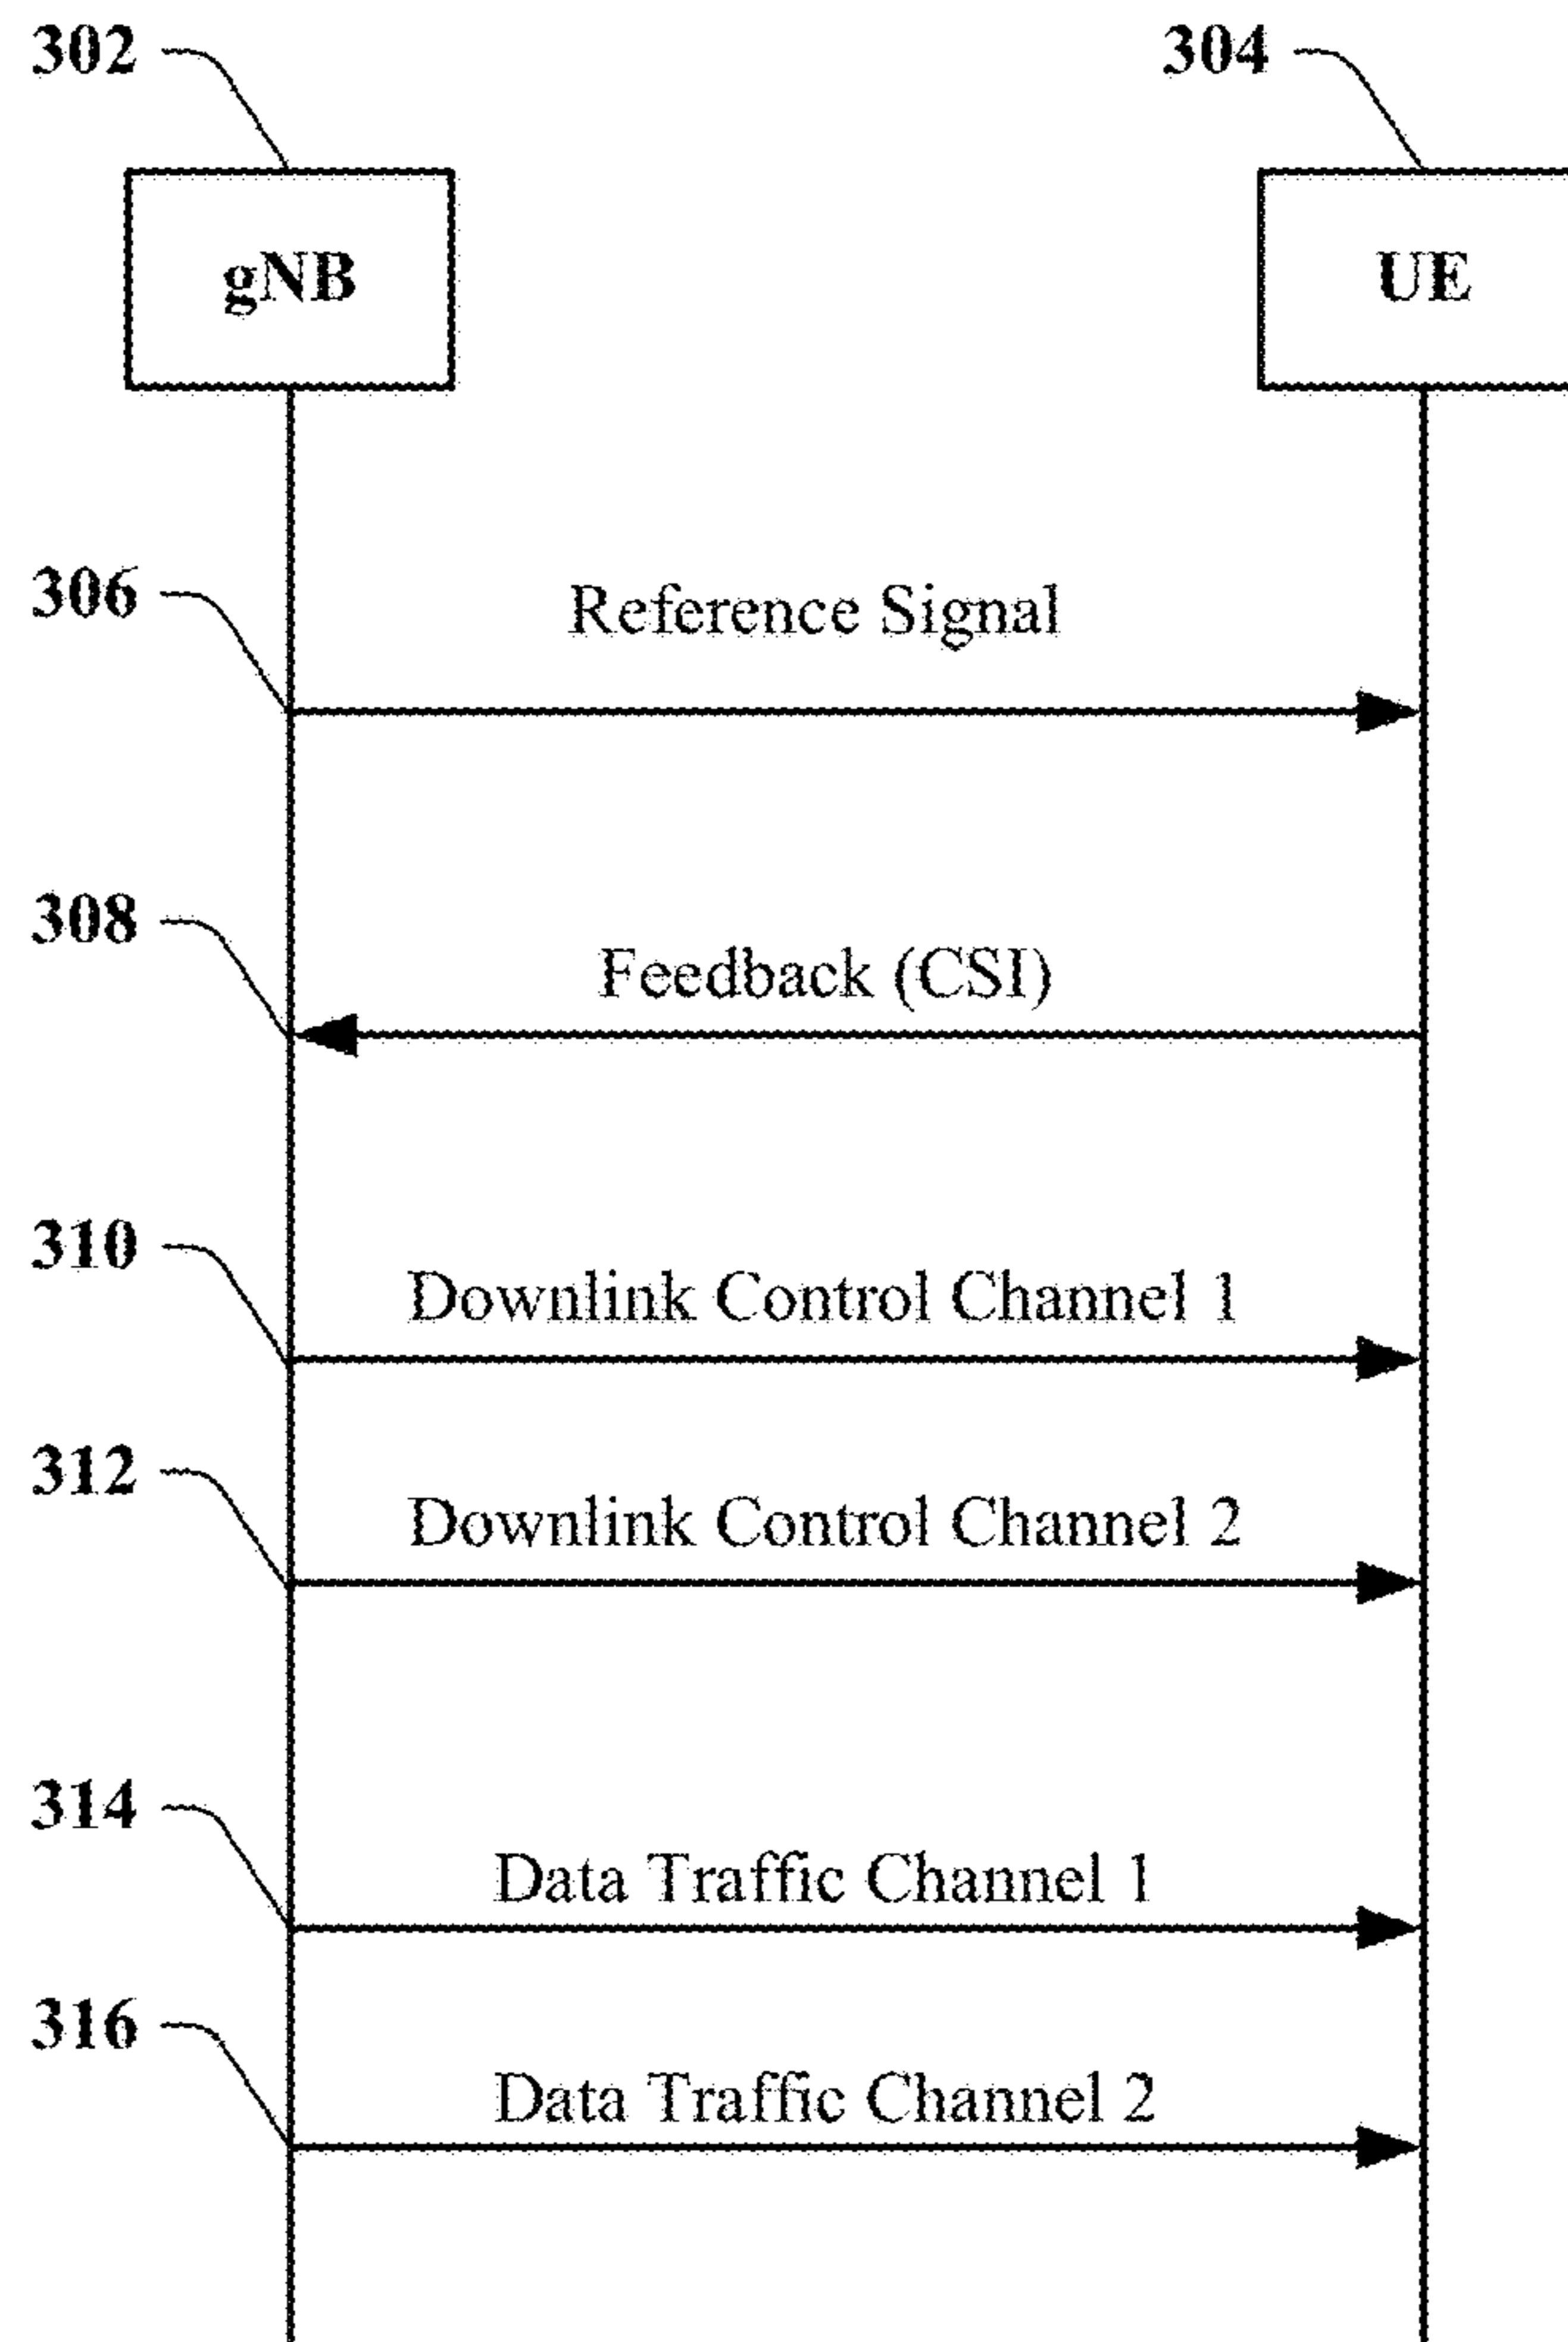 302
304
gNB
UE
306
Reference Signal
308
Feedback (CSI)
310
Downlink Control Channel 1
312
Downlink Control Channel 2
314
Data Traffic Channel 1
316
Data Traffic Channel 2